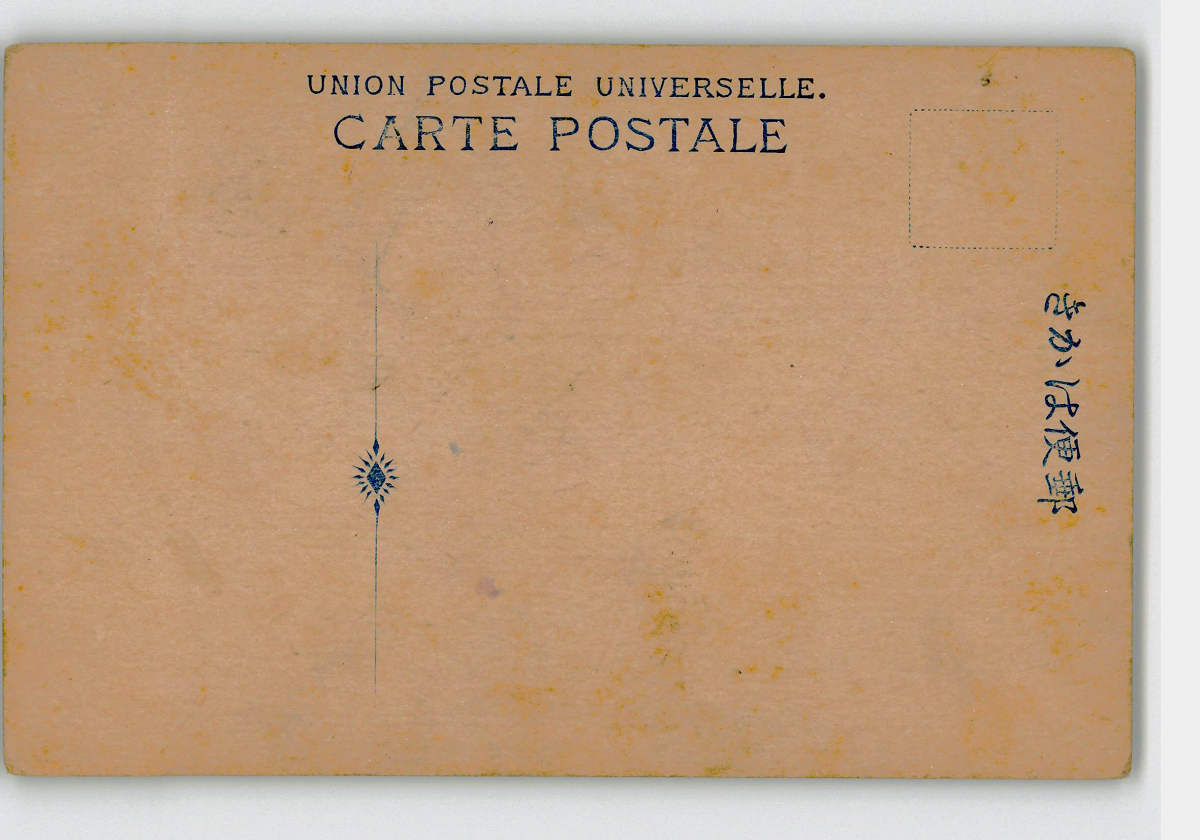 UNION POSTALE UNIVERSELLE.
CARTE POSTALE
郵便はかき